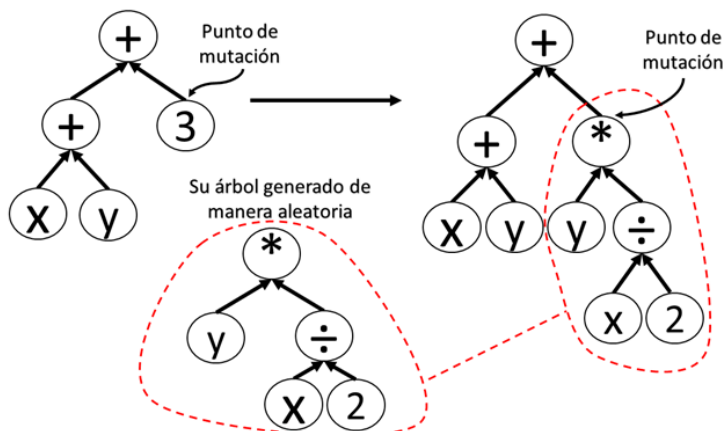 +
Punto de
mutación
+
3
x
y
Su árbol generado de
manera aleatoria
*
y
÷
x
2
+
Punto de
mutación
+
*
x
y
y
÷
x
2